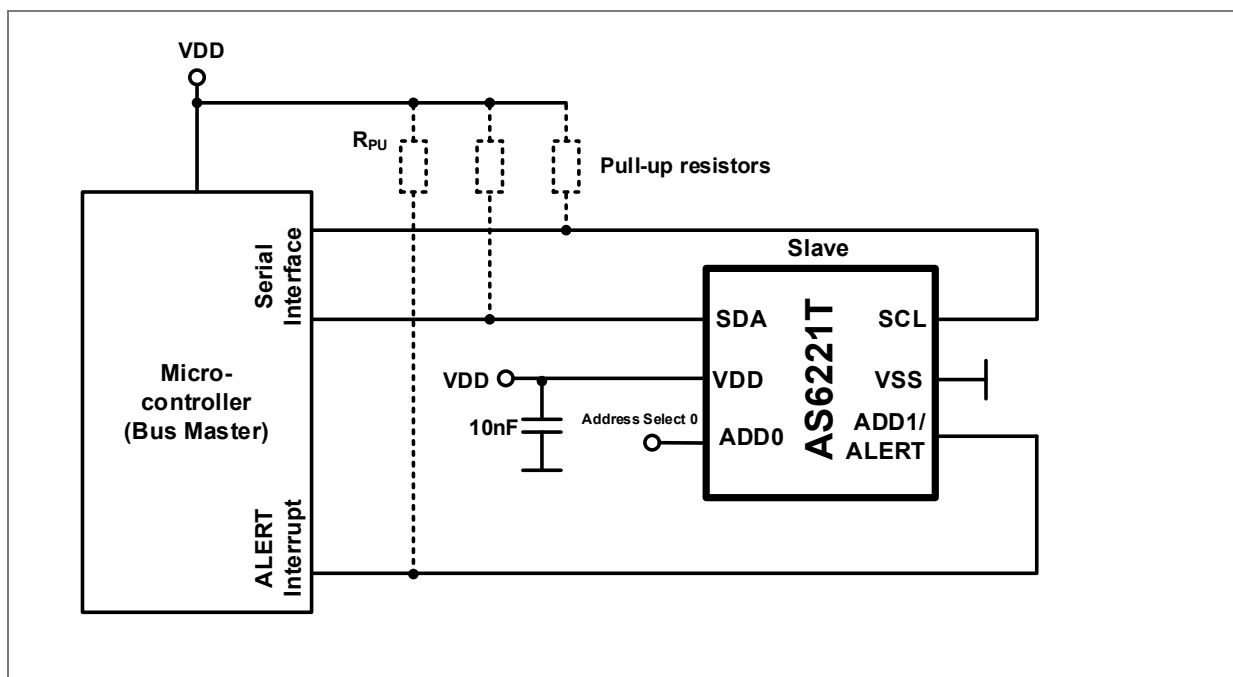 VDD
RPU
Pull-up resistors
Serial
Interface
Slave
SDA
SCL
AS6221T
Micro-
controller
(Bus Master)
VDD
VDD
VSS
10nF
Address Select 0
ADD0
ADD1/
ALERT
ALERT
Interrupt